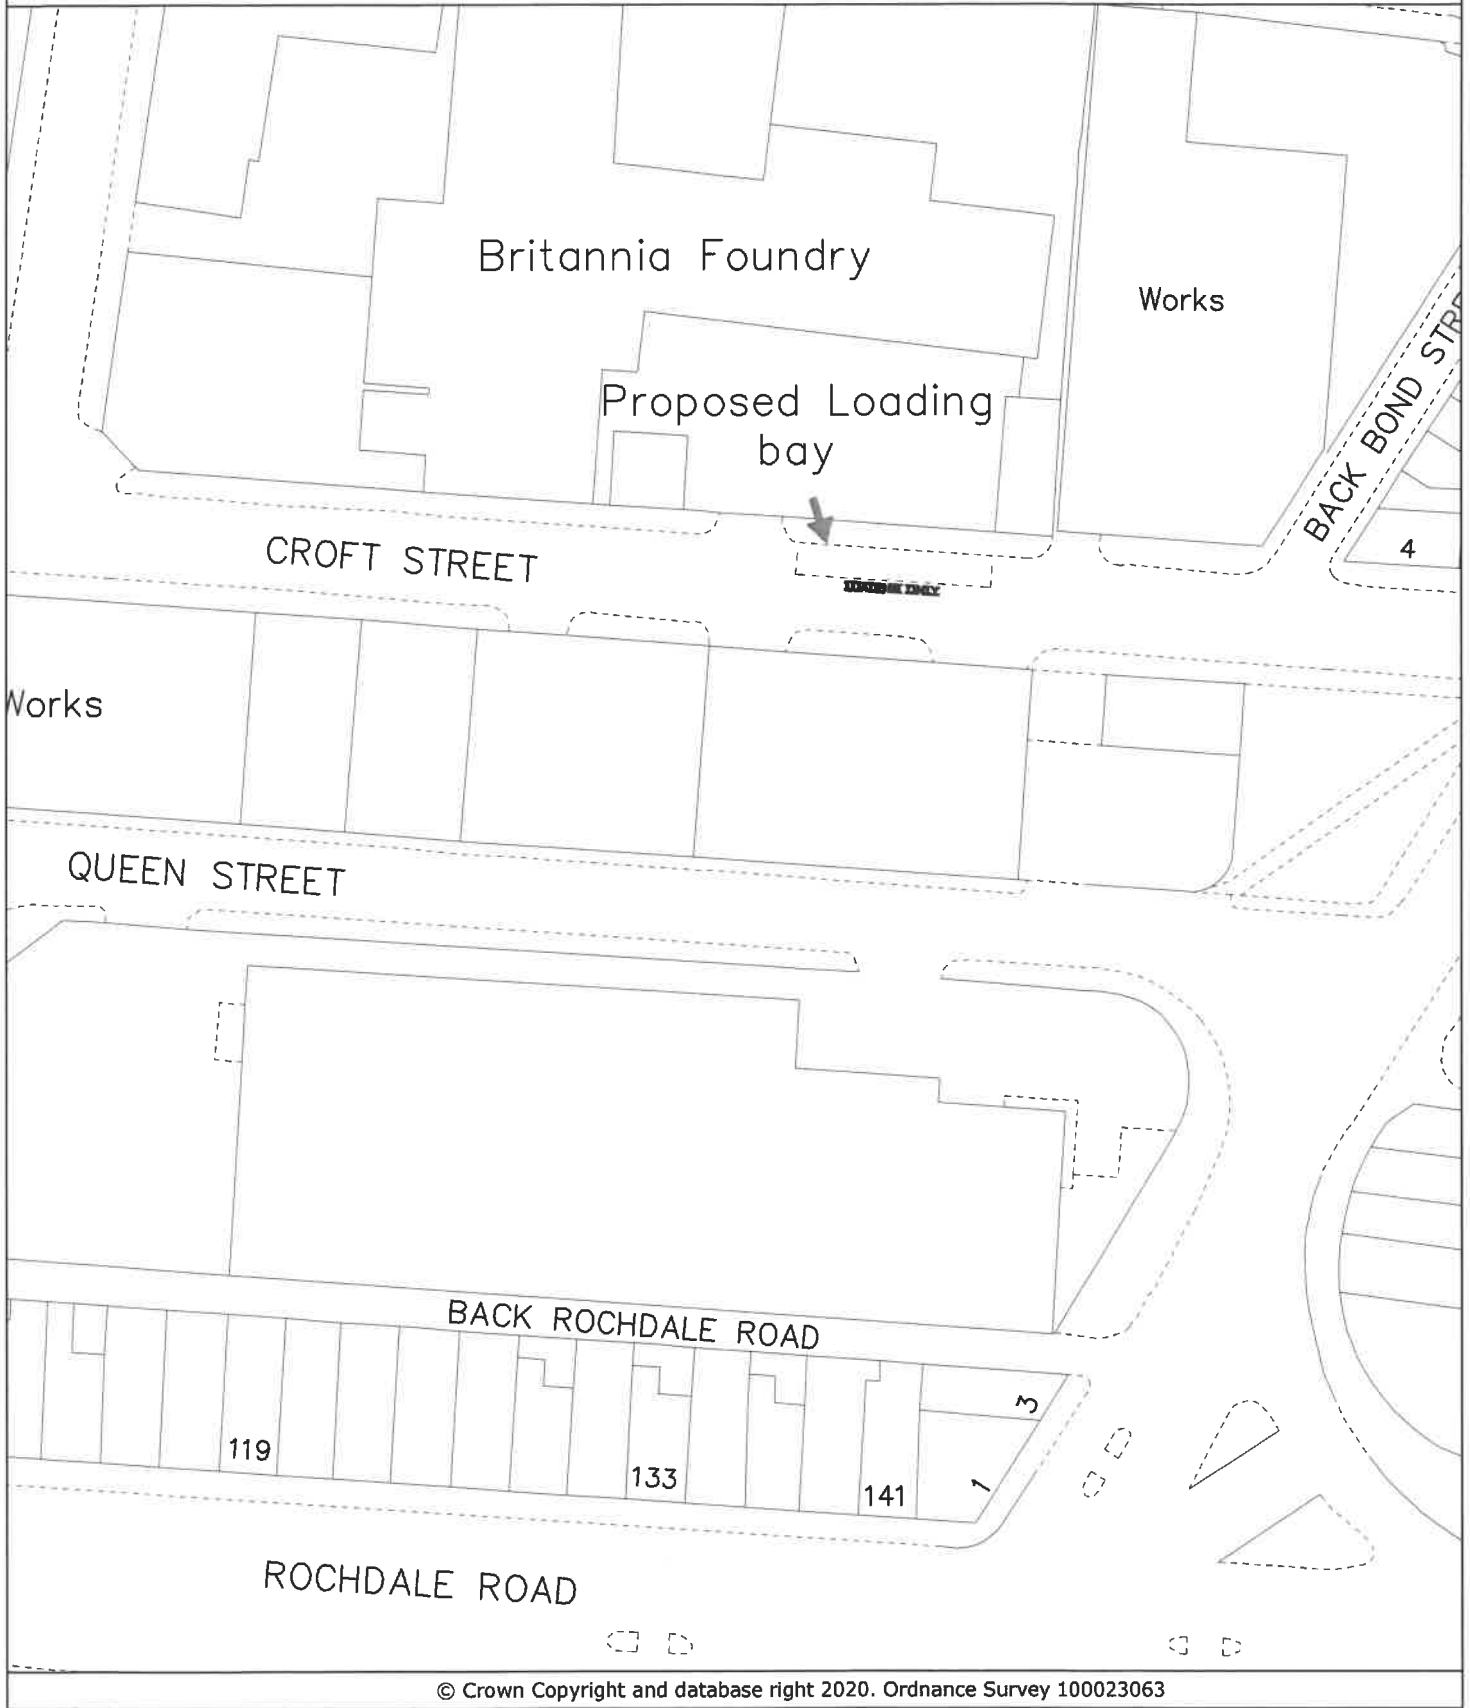 Britannia Foundry
Works
Proposed Loading
bay
BACK BOND
4
CROFT STREET
ONLY
Works
QUEEN STREET
BACK ROCHDALE ROAD
3
119
133
141
1
ROCHDALE ROAD
© Crown Copyright and database right 2020. Ordnance Survey 100023063